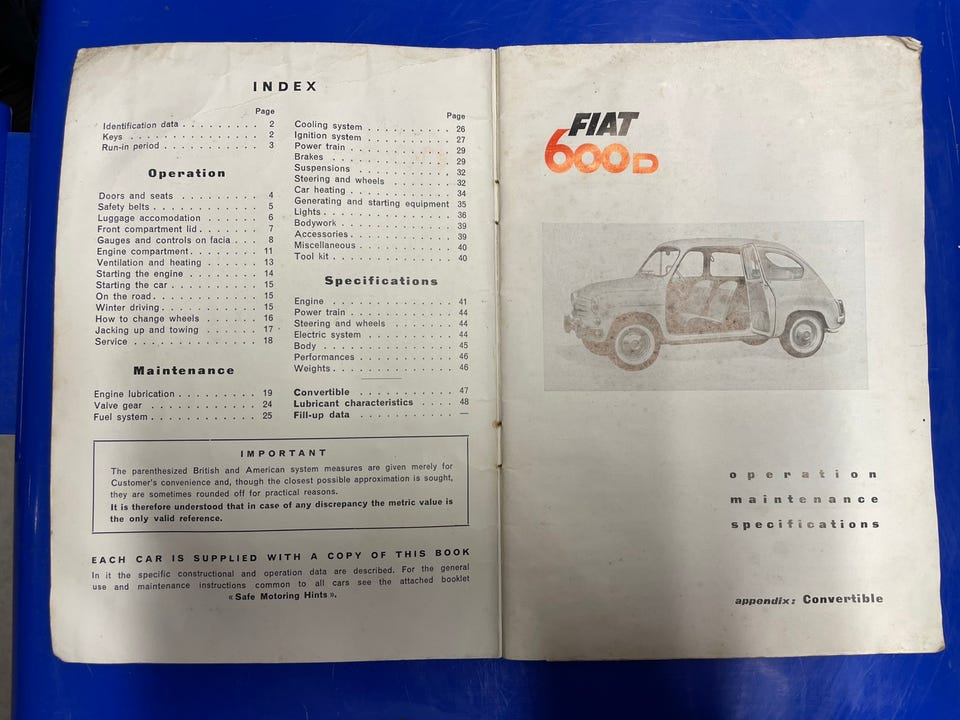 INDEX
Page
Identification data . . . . . . . . . 2
Keys . . . . . . . . . . . . . . . 2
Run-in period . . . . . . . . . . . 3
Operation
Doors and seats . . . . . . . . . 4
Safety belts . . . . . . . . . . . 5
Luggage accomodation . . . . . . 6
Front compartment lid . . . . . . . 7
Gauges and controls on facia . . . 8
Engine compartment . . . . . . . . 11
Ventilation and heating . . . . . . 13
Starting the engine . . . . . . . . 14
Starting the car . . . . . . . . . . 15
On the road . . . . . . . . . . . . 15
Winter driving . . . . . . . . . . . 15
How to change wheels . . . . . . 16
Jacking up and towing . . . . . . 17
Service . . . . . . . . . . . . . . 18
Maintenance
Engine lubrication . . . . . . . . . 19
Valve gear . . . . . . . . . . . . 24
Fuel system . . . . . . . . . . . . 25
Page
Cooling system . . . . . . . . . . 26
Ignition system . . . . . . . . . . 27
Power train . . . . . . . . . . . . 29
Brakes . . . . . . . . . . . . . . 29
Suspensions . . . . . . . . . . . 32
Steering and wheels . . . . . . . 32
Car heating . . . . . . . . . . . . 34
Generating and starting equipment 35
Lights . . . . . . . . . . . . . . . 36
Bodywork . . . . . . . . . . . . . 39
Accessories . . . . . . . . . . . . 39
Miscellaneous . . . . . . . . . . . 40
Tool kit . . . . . . . . . . . . . . 40
Specifications
Engine . . . . . . . . . . . . . . 41
Power train . . . . . . . . . . . . 44
Steering and wheels . . . . . . . 44
Electric system . . . . . . . . . . 44
Body . . . . . . . . . . . . . . . 45
Performances . . . . . . . . . . . 46
Weights . . . . . . . . . . . . . . 46
Convertible . . . . . . . . . . . . 47
Lubricant characteristics . . . . 48
Fill-up data . . . . . . . . . . . —
IMPORTANT
The parenthesized British and American system measures are given merely for
Customer's convenience and, though the closest possible approximation is sought,
they are sometimes rounded off for practical reasons.
It is therefore understood that in case of any discrepancy the metric value is
the only valid reference.
EACH CAR IS SUPPLIED WITH A COPY OF THIS BOOK
In it the specific constructional and operation data are described. For the general
use and maintenance instructions common to all cars see the attached booklet
« Safe Motoring Hints ».
FIAT
600D
operation
maintenance
specifications
appendix: Convertible